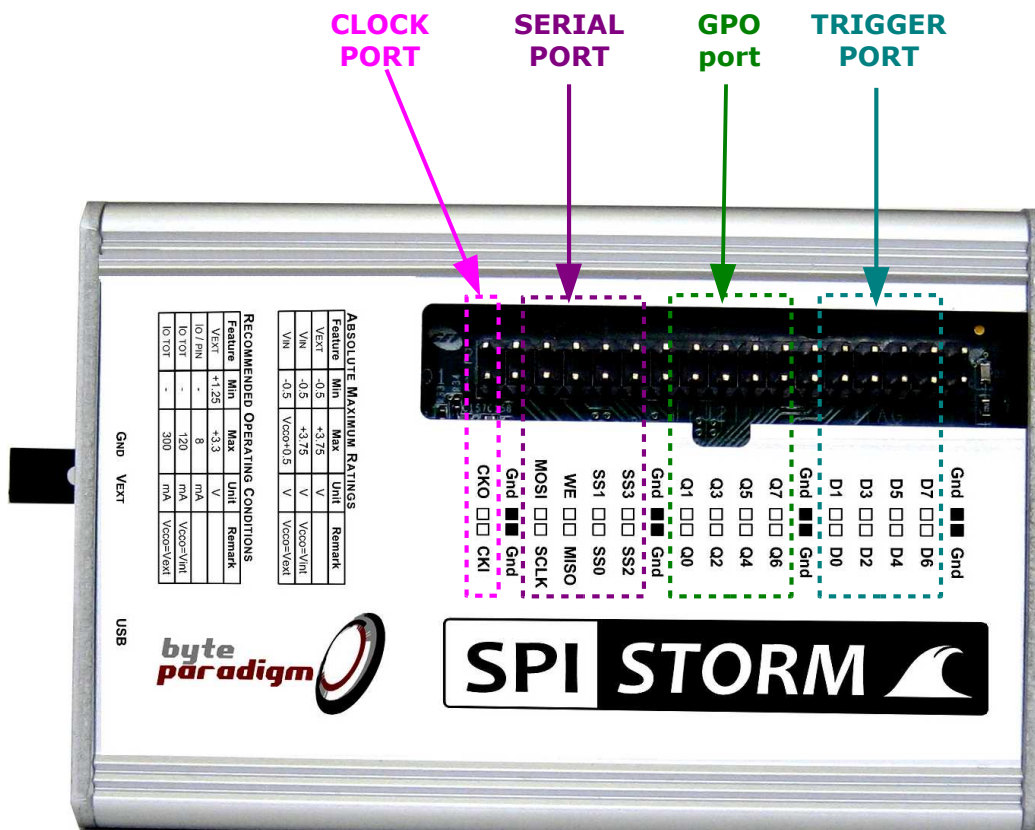 CLOCK PORT
SERIAL PORT
GPO port
TRIGGER PORT
ABSOLUTE MAXIMUM RATINGS
Feature Min Max Unit Remark
VEXT -0.5 +3.75 V
VIN -0.5 +3.75 V Vcco=Vint
VIN -0.5 Vcco+0.5 V Vcco=Vext
RECOMMENDED OPERATING CONDITIONS
Feature Min Max Unit Remark
VEXT +1.25 +3.3 V
IO / PIN - 8 mA
IO TOT - 120 mA Vcco=Vint
IO TOT - 300 mA Vcco=Vext
GND VEXT USB
CKO CKI
Gnd Gnd
MOSI SCLK
WE MISO
SS1 SS0
SS3 SS2
Gnd Gnd
Q1 Q0
Q3 Q2
Q5 Q4
Q7 Q6
Gnd Gnd
D1 D0
D3 D2
D5 D4
D7 D6
Gnd Gnd
byte
paradigm
SPI STORM